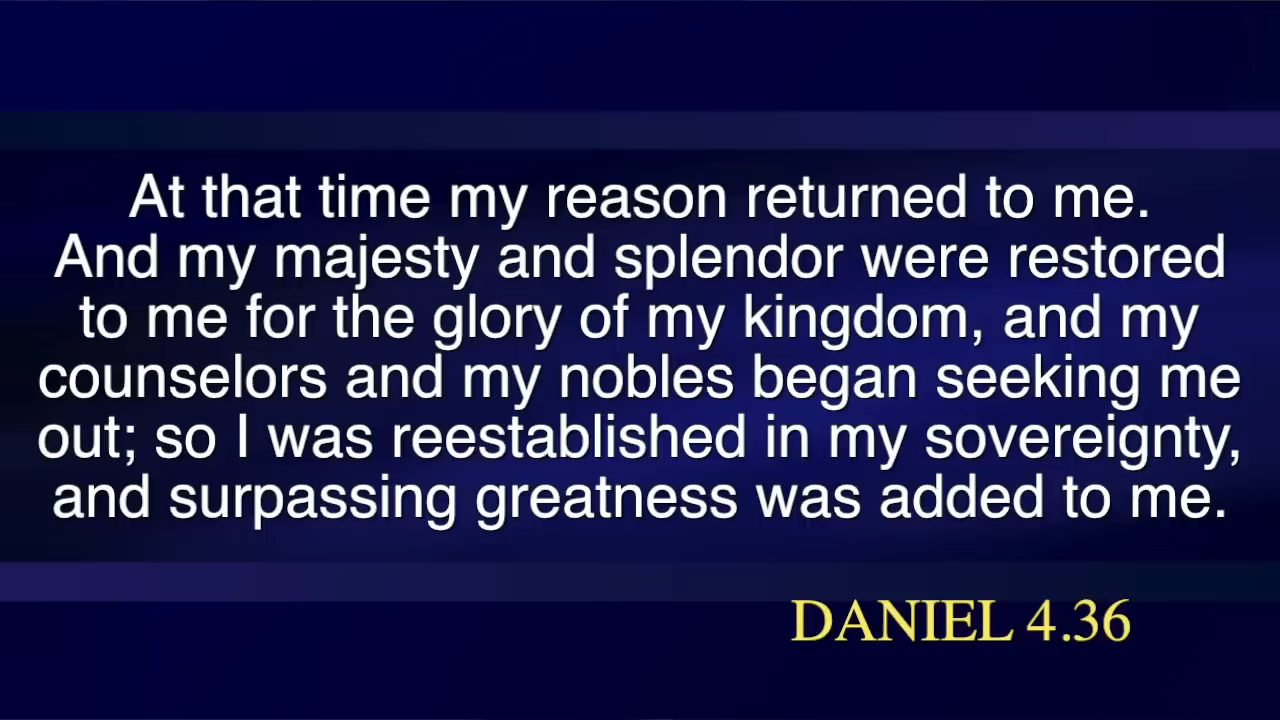 At that time my reason returned to me.
And my majesty and splendor were restored
to me for the glory of my kingdom, and my
counselors and my nobles began seeking me
out; so I was reestablished in my sovereignty,
and surpassing greatness was added to me.
DANIEL 4.36